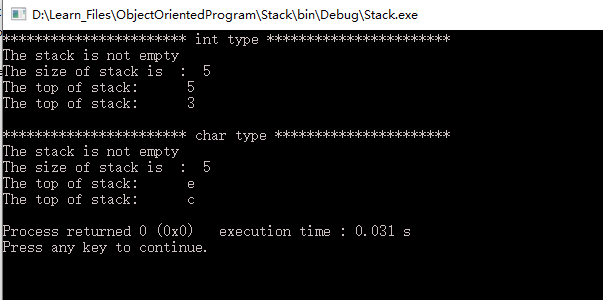 D:\Learn_Files\ObjectOrientedProgram\Stack\bin\Debug\Stack.exe
*********************** int type ***********************
The stack is not empty
The size of stack is  :  5
The top of stack:      5
The top of stack:      3
*********************** char type **********************
The stack is not empty
The size of stack is  :  5
The top of stack:      e
The top of stack:      c
Process returned 0 (0x0)   execution time : 0.031 s
Press any key to continue.